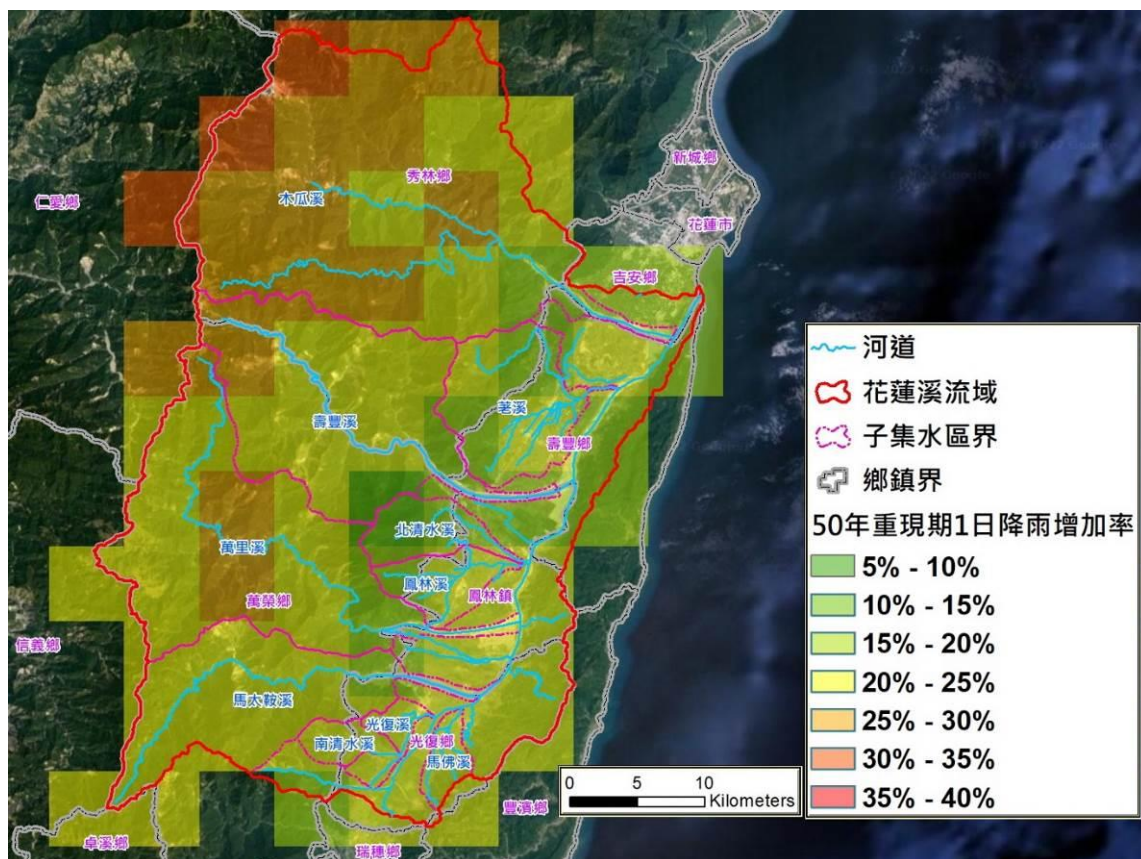 新城鄉
秀林鄉
仁愛鄉
木瓜溪
花蓮市
吉安鄉
壽豐溪
荖溪
壽豐鄉
北清水溪
萬里溪
鳳林溪
鳳林鎮
萬榮鄉
信義鄉
馬太鞍溪
光復溪
南清水溪
光復鄉
馬佛溪
豐濱鄉
卓溪鄉
瑞穗鄉
0 5 10
Kilometers
河道
花蓮溪流域
子集水區界
鄉鎮界
50年重現期1日降雨增加率
5% - 10%
10% - 15%
15% - 20%
20% - 25%
25% - 30%
30% - 35%
35% - 40%